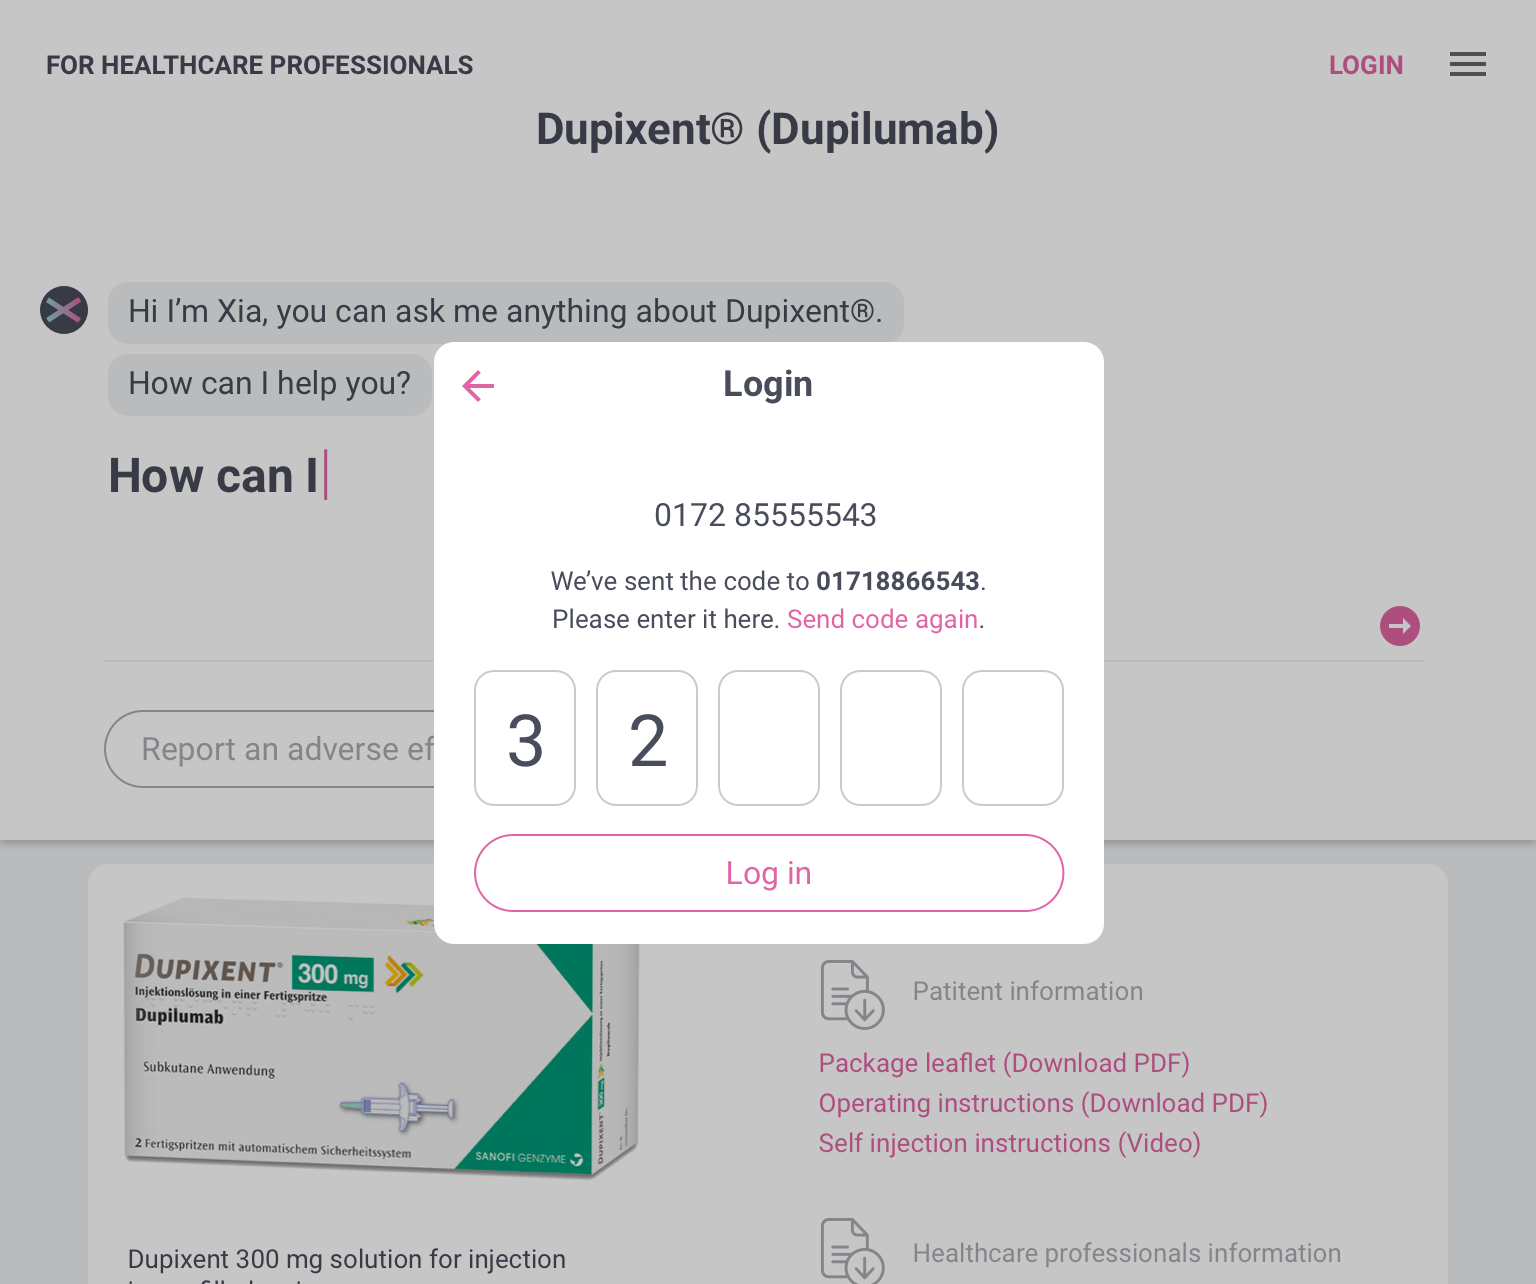 FOR HEALTHCARE PROFESSIONALS
LOGIN
Dupixent® (Dupilumab)
Hi I’m Xia, you can ask me anything about Dupixent®.
How can I help you?
How can I
Login
0172 85555543
We’ve sent the code to 01718866543.
Please enter it here. Send code again.
3 2
Log in
Report an adverse ef
DUPIXENT® 300 mg
Injektionslösung in einer Fertigspritze
Dupilumab
Subkutane Anwendung
2 Fertigspritzen mit automatischem Sicherheitssystem
SANOFI GENZYME
DUPIXENT® 300 mg
Dupixent 300 mg solution for injection
Patitent information
Package leaflet (Download PDF)
Operating instructions (Download PDF)
Self injection instructions (Video)
Healthcare professionals information